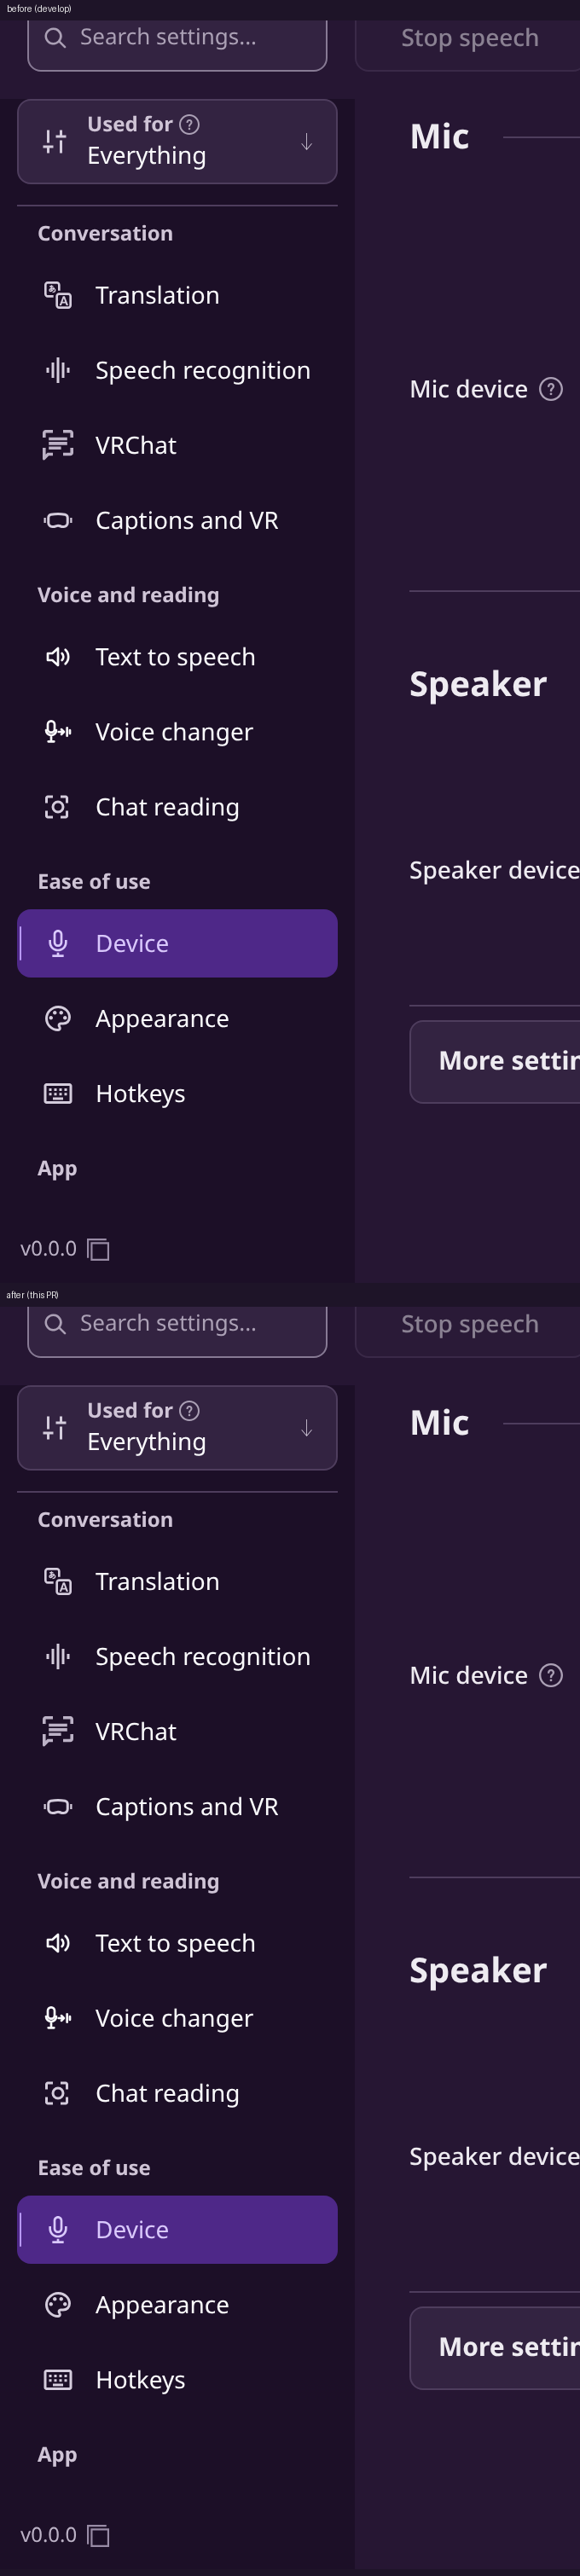 before (develop)
Search settings...
Stop speech
Used for
Everything
Mic
Conversation
Translation
Speech recognition
Mic device
VRChat
Captions and VR
Voice and reading
Text to speech
Speaker
Voice changer
Chat reading
Speaker device
Ease of use
Device
Appearance
More settin
Hotkeys
App
v0.0.0
after (this PR)
Search settings...
Stop speech
Used for
Everything
Mic
Conversation
Translation
Speech recognition
Mic device
VRChat
Captions and VR
Voice and reading
Text to speech
Speaker
Voice changer
Chat reading
Speaker device
Ease of use
Device
Appearance
More settin
Hotkeys
App
v0.0.0